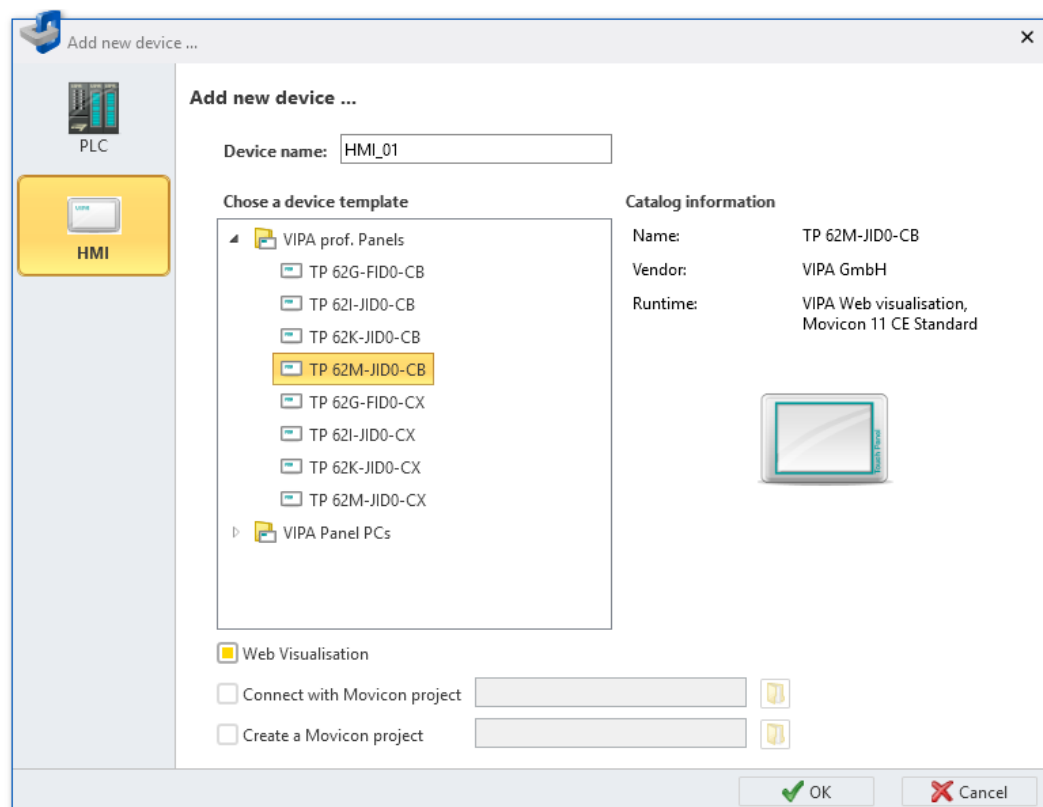 Add new device ...
PLC
HMI
Add new device ...
Device name: HMI_01
Chose a device template
VIPA prof. Panels
TP 62G-FID0-CB
TP 62I-JID0-CB
TP 62K-JID0-CB
TP 62M-JID0-CB
TP 62G-FID0-CX
TP 62I-JID0-CX
TP 62K-JID0-CX
TP 62M-JID0-CX
VIPA Panel PCs
Catalog information
Name: TP 62M-JID0-CB
Vendor: VIPA GmbH
Runtime: VIPA Web visualisation,
Movicon 11 CE Standard
Touch Panel
Web Visualisation
Connect with Movicon project
Create a Movicon project
OK
Cancel